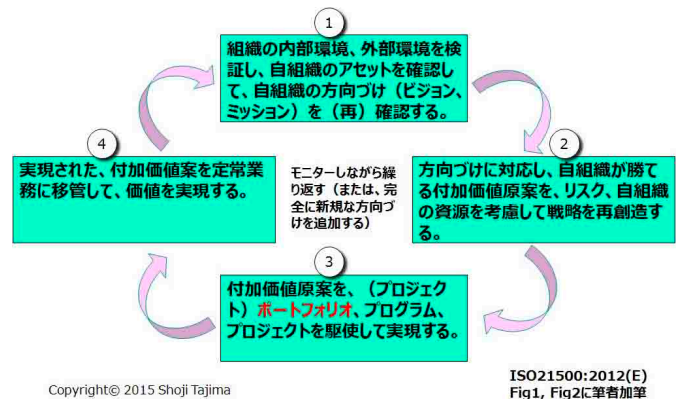 1
組織の内部環境、外部環境を検
証し、自組織のアセットを確認し
て、自組織の方向づけ（ビジョン、
ミッション）を（再）確認する。
2
方向づけに対応し、自組織が勝て
る付加価値原案を、リスク、自組織
の資源を考慮して戦略を再創造す
る。
モニターしながら繰
り返す（または、完
全に新規な方向づ
けを追加する）
3
付加価値原案を、（プロジェク
ト）ポートフォリオ、プログラム、
プロジェクトを駆使して実現する。
4
実現された、付加価値案を定常業
務に移管して、価値を実現する。
Copyright© 2015 Shoji Tajima
ISO21500:2012(E)
Fig1, Fig2に筆者加筆